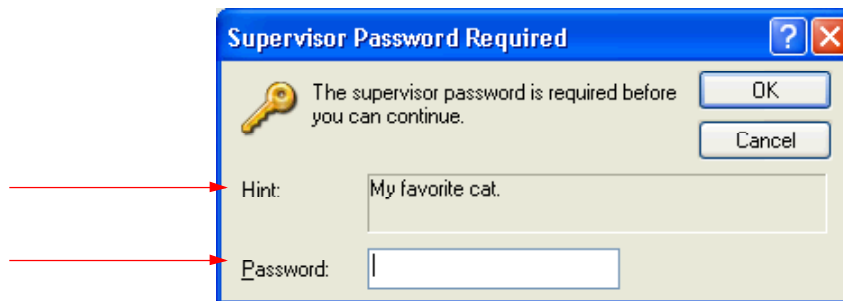 Supervisor Password Required
The supervisor password is required before
you can continue.
OK
Cancel
Hint:
My favorite cat.
Password: